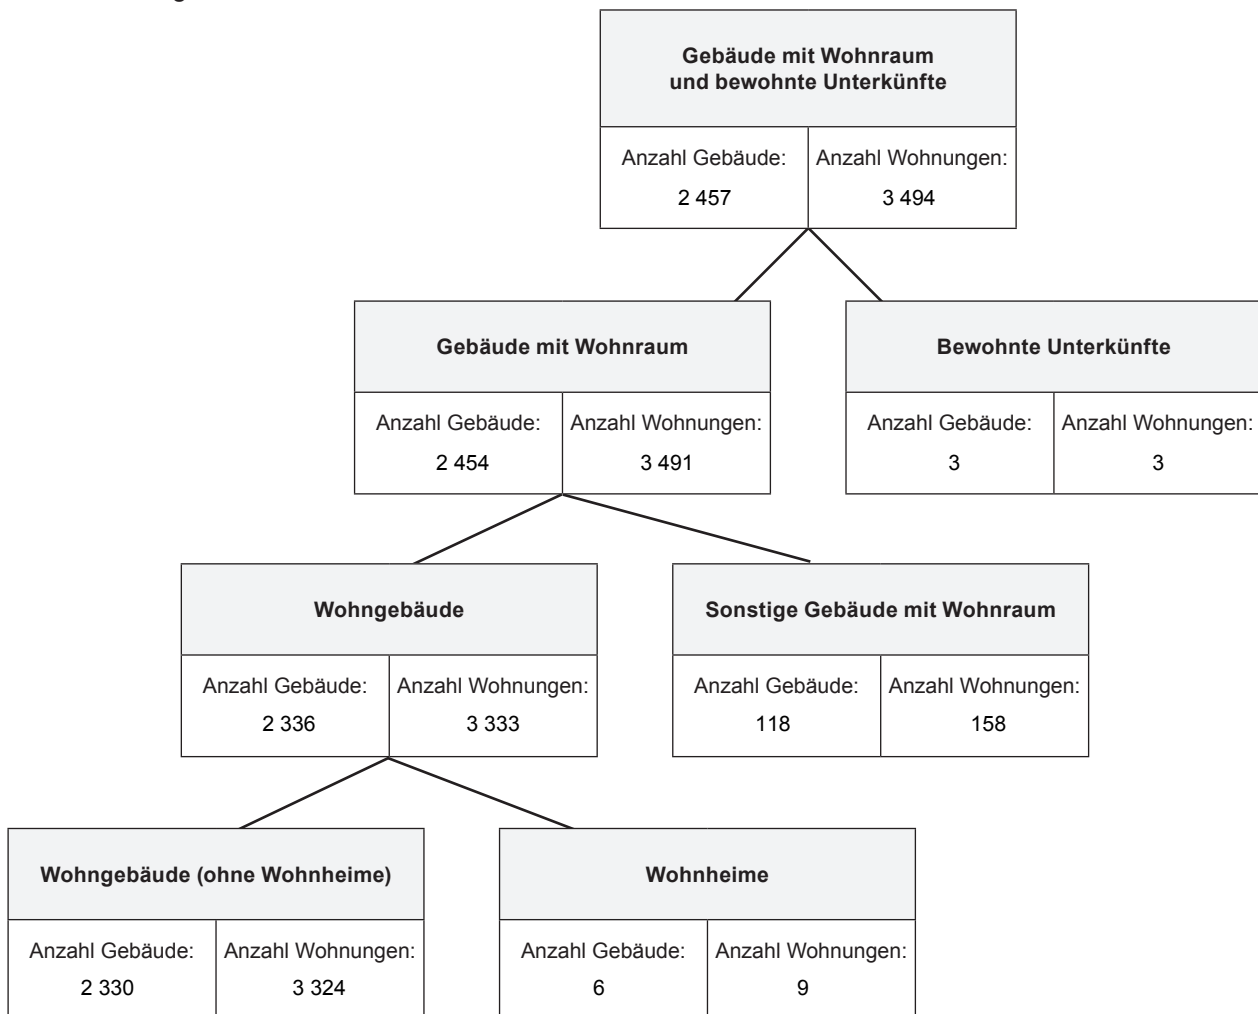 Gebäude mit Wohnraum
und bewohnte Unterkünfte
Anzahl Gebäude: Anzahl Wohnungen:
2 457 3 494
Gebäude mit Wohnraum Bewohnte Unterkünfte
Anzahl Gebäude: Anzahl Wohnungen: Anzahl Gebäude: Anzahl Wohnungen:
2 454 3 491 3 3
Wohngebäude Sonstige Gebäude mit Wohnraum
Anzahl Gebäude: Anzahl Wohnungen: Anzahl Gebäude: Anzahl Wohnungen:
2 336 3 333 118 158
Wohngebäude (ohne Wohnheime) Wohnheime
Anzahl Gebäude: Anzahl Wohnungen: Anzahl Gebäude: Anzahl Wohnungen:
2 330 3 324 6 9